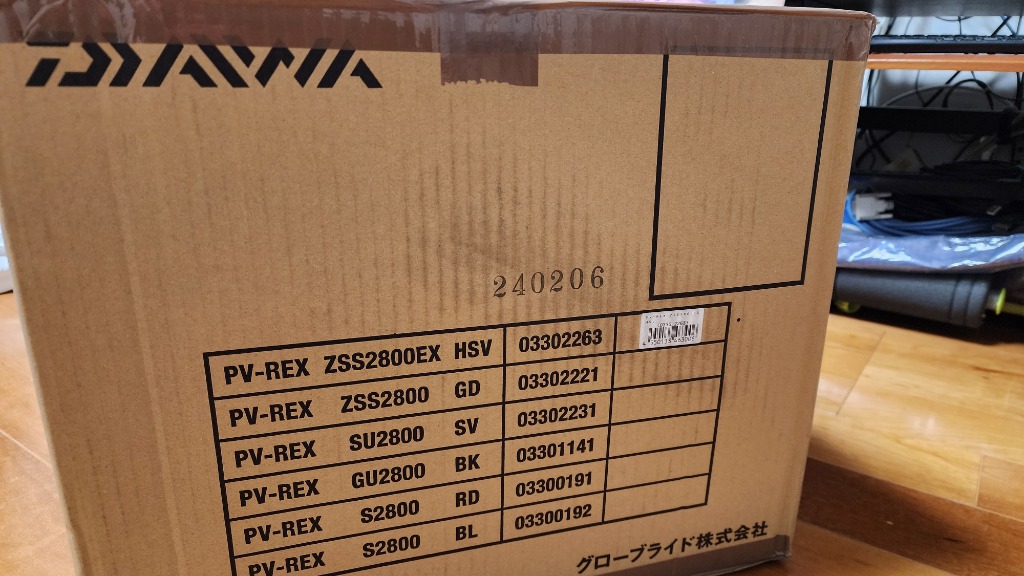 DAIWA
240206
PV-REX ZSS2800EX HSV 03302263
PV-REX ZSS2800 GD 03302221
PV-REX SU2800 SV 03302231
PV-REX GU2800 BK 03301141
PV-REX S2800 RD 03300191
PV-REX S2800 BL 03300192
グローブライド株式会社